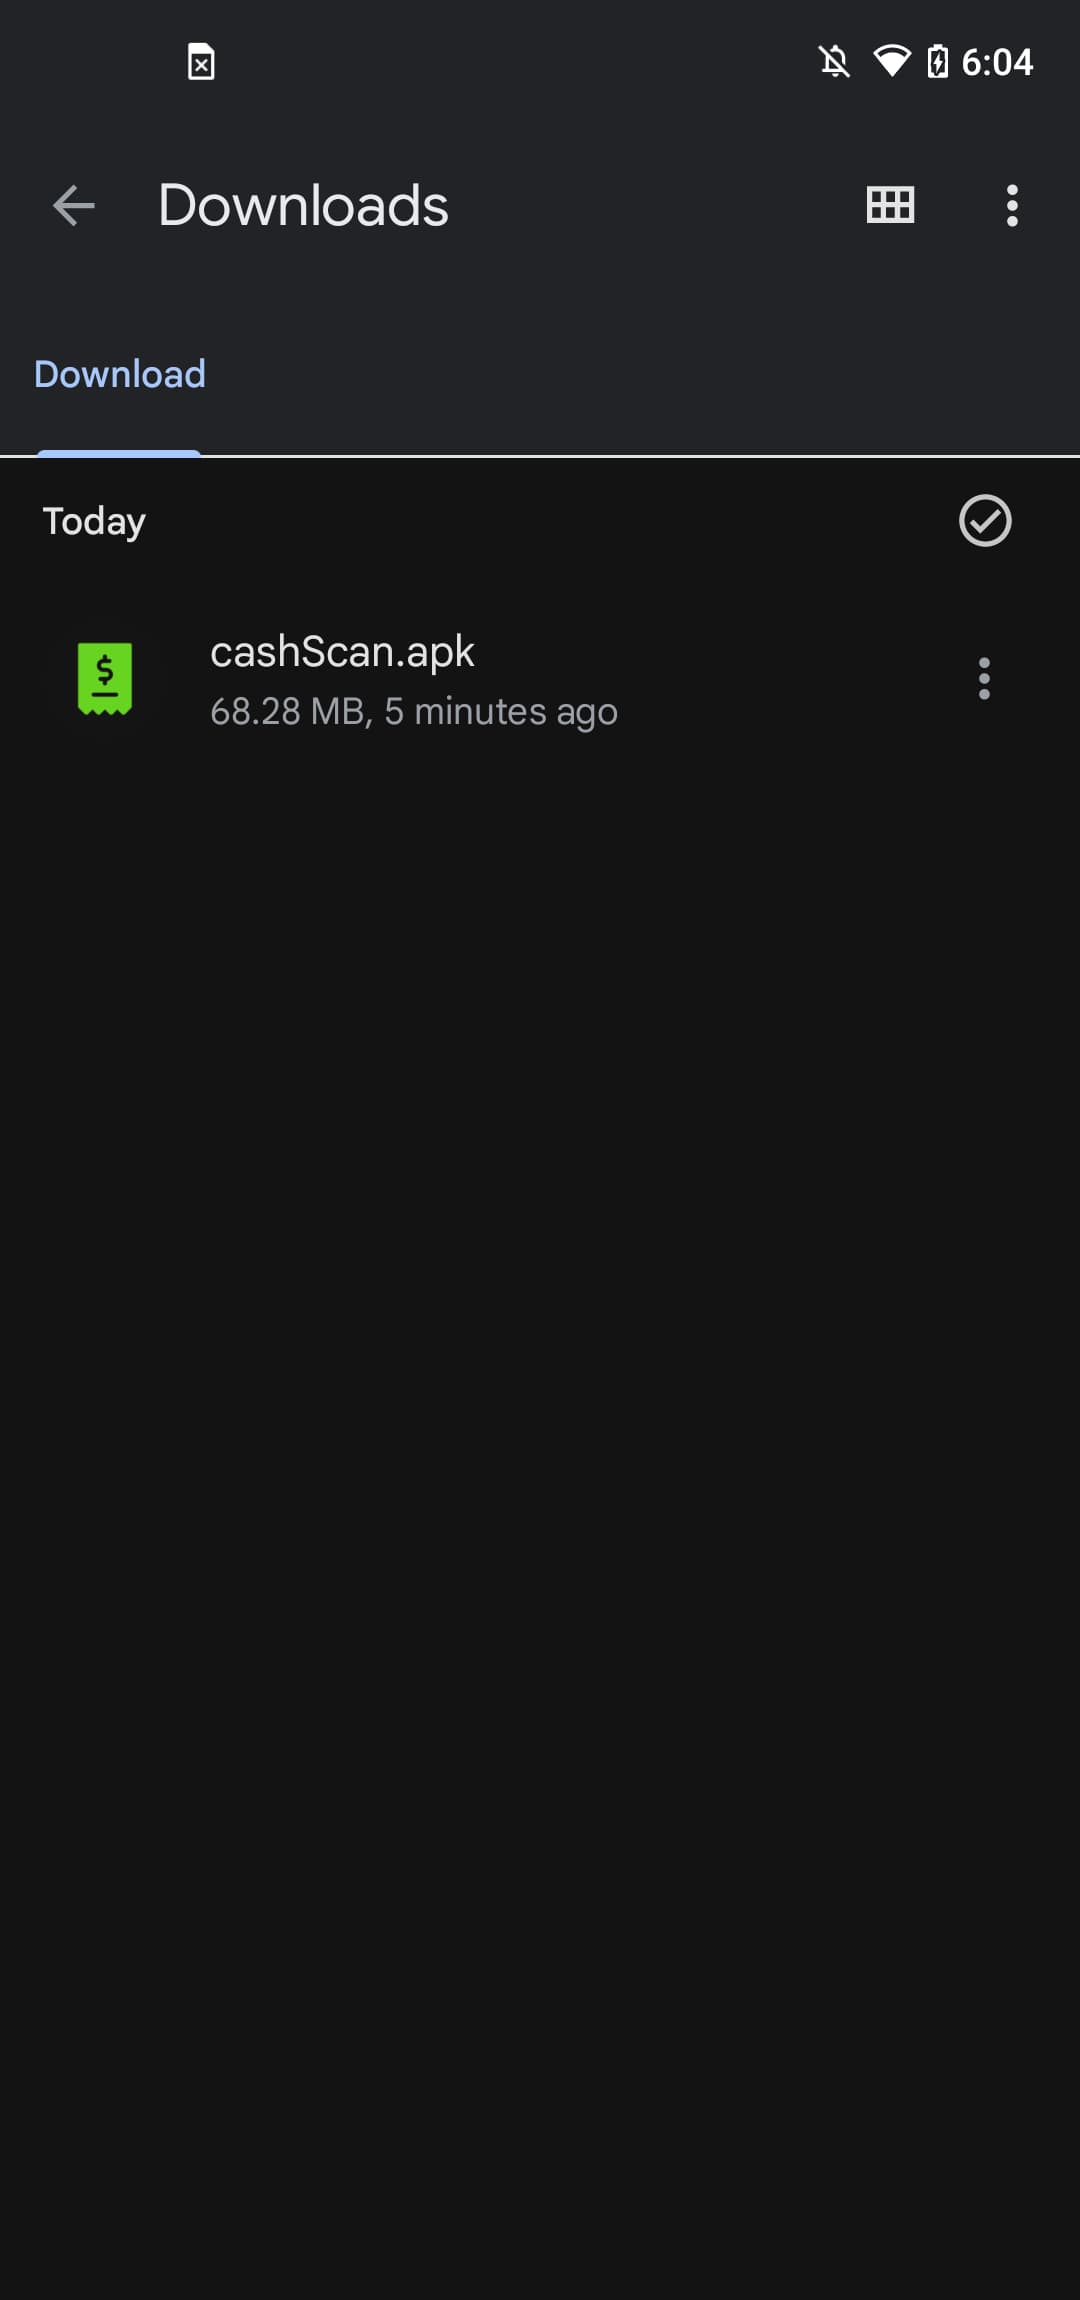 6:04
Downloads
Download
Today
$
cashScan.apk
68.28 MB, 5 minutes ago